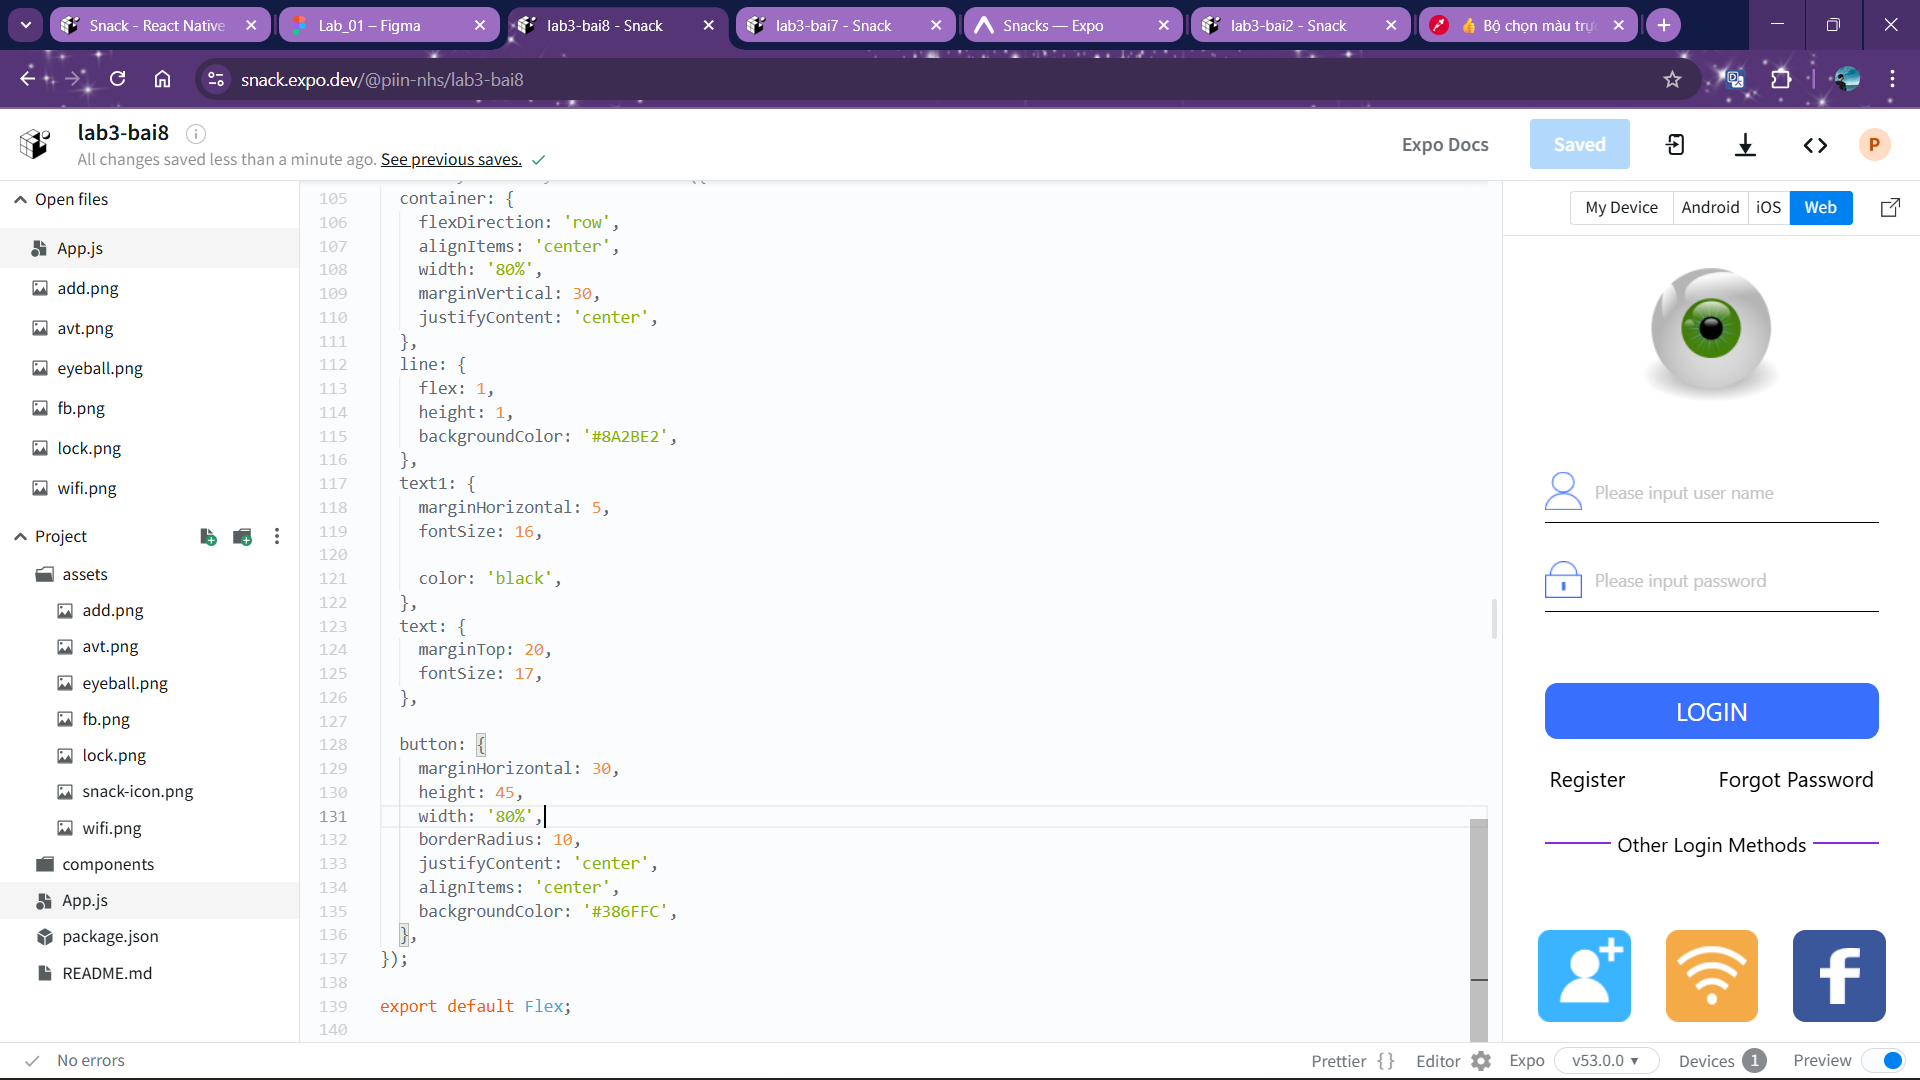 Snack - React Native
Lab_01 – Figma
lab3-bai8 - Snack
lab3-bai7 - Snack
Snacks — Expo
lab3-bai2 - Snack
👍 Bộ chọn màu trự
snack.expo.dev/@piin-nhs/lab3-bai8
lab3-bai8
All changes saved less than a minute ago. See previous saves.
Expo Docs
Saved
P
Open files
App.js
add.png
avt.png
eyeball.png
fb.png
lock.png
wifi.png
Project
assets
add.png
avt.png
eyeball.png
fb.png
lock.png
snack-icon.png
wifi.png
components
App.js
package.json
README.md
105 container: {
106 flexDirection: 'row',
107 alignItems: 'center',
108 width: '80%',
109 marginVertical: 30,
110 justifyContent: 'center',
111 },
112 line: {
113 flex: 1,
114 height: 1,
115 backgroundColor: '#8A2BE2',
116 },
117 text1: {
118 marginHorizontal: 5,
119 fontSize: 16,
120
121 color: 'black',
122 },
123 text: {
124 marginTop: 20,
125 fontSize: 17,
126 },
127
128 button: {
129 marginHorizontal: 30,
130 height: 45,
131 width: '80%',
132 borderRadius: 10,
133 justifyContent: 'center',
134 alignItems: 'center',
135 backgroundColor: '#386FFC',
136 },
137 });
138
139 export default Flex;
140
My Device
Android
iOS
Web
Please input user name
Please input password
LOGIN
Register
Forgot Password
Other Login Methods
f
No errors
Prettier { }
Editor
Expo
v53.0.0
Devices 1
Preview